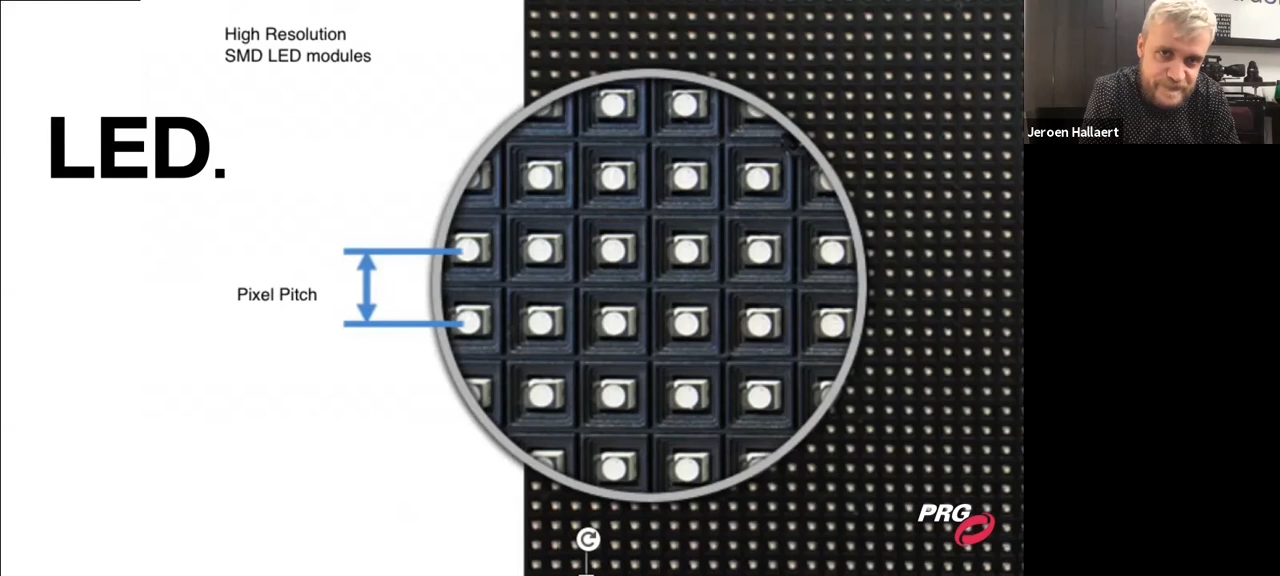 High Resolution
SMD LED modules
LED.
Pixel Pitch
PRG
Jeroen Hallaert